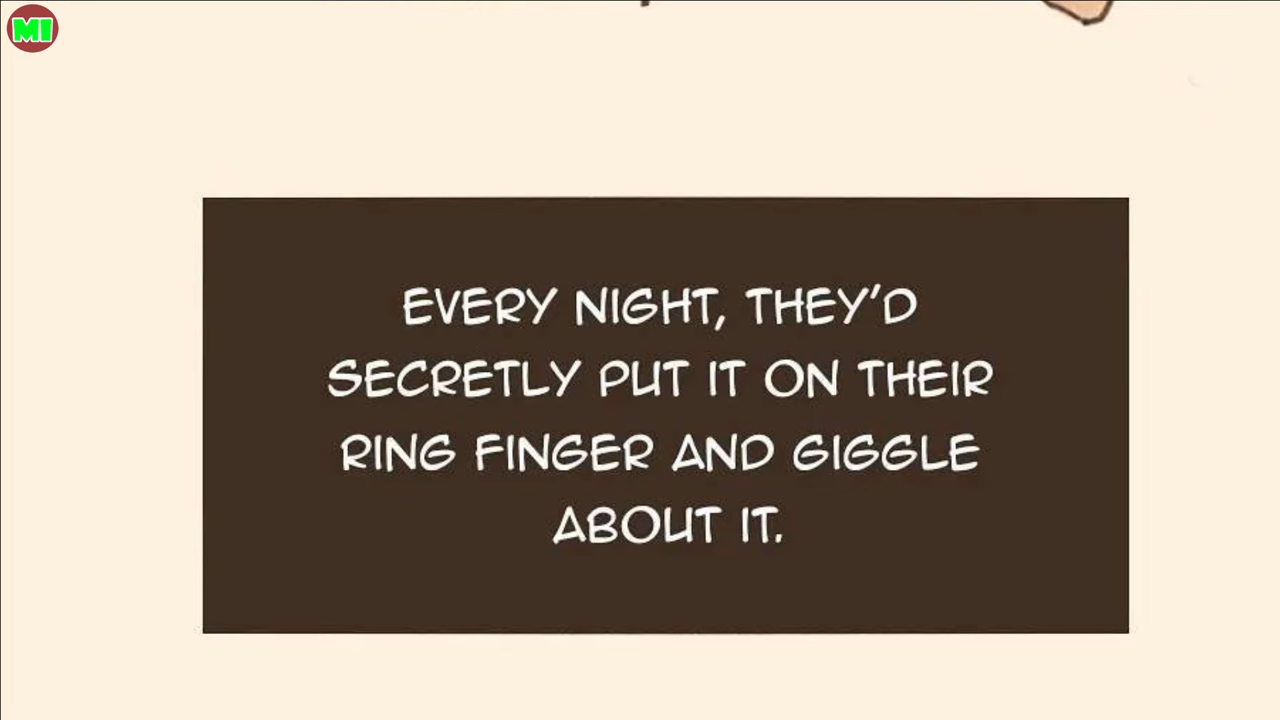 MI
EVERY NIGHT, THEY'D
SECRETLY PUT IT ON THEIR
RING FINGER AND GIGGLE
ABOUT IT.